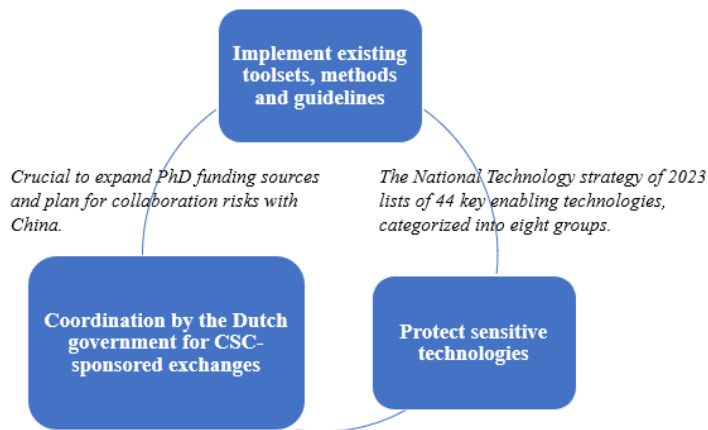 Implement existing
toolsets, methods
and guidelines
Crucial to expand PhD funding sources
and plan for collaboration risks with
China.
The National Technology strategy of 2023
lists of 44 key enabling technologies,
categorized into eight groups.
Coordination by the Dutch
government for CSC-
sponsored exchanges
Protect sensitive
technologies